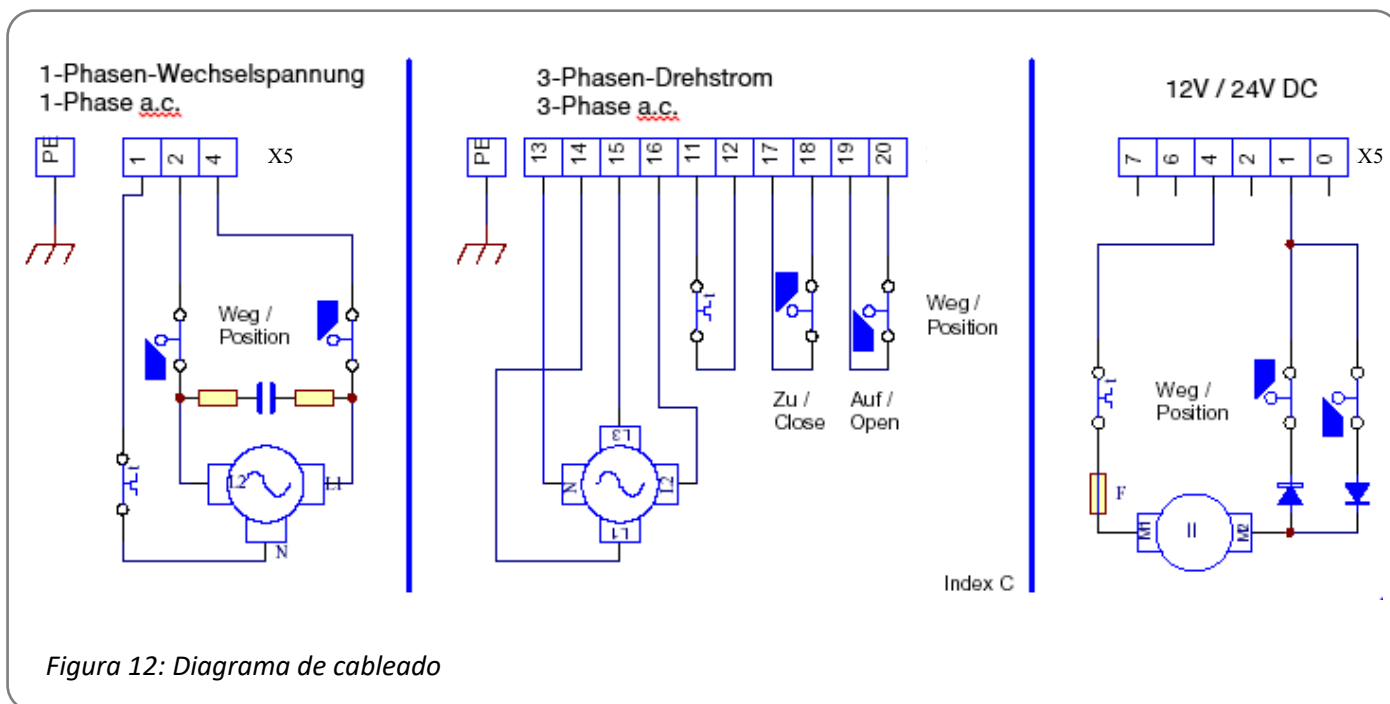 1-Phasen-Wechselspannung
1-Phase a.c.
PE
1 2 4 X5
Weg /
Position
t
L2 L1
N
3-Phasen-Drehstrom
3-Phase a.c.
PE
13 14 15 16 11 12 17 18 19 20
t
Weg /
Position
Zu /
Close
Auf /
Open
L3
N L2
L1
Index C
12V / 24V DC
7 6 4 2 1 0 X5
t
Weg /
Position
F
M1 II M2
Figura 12: Diagrama de cableado